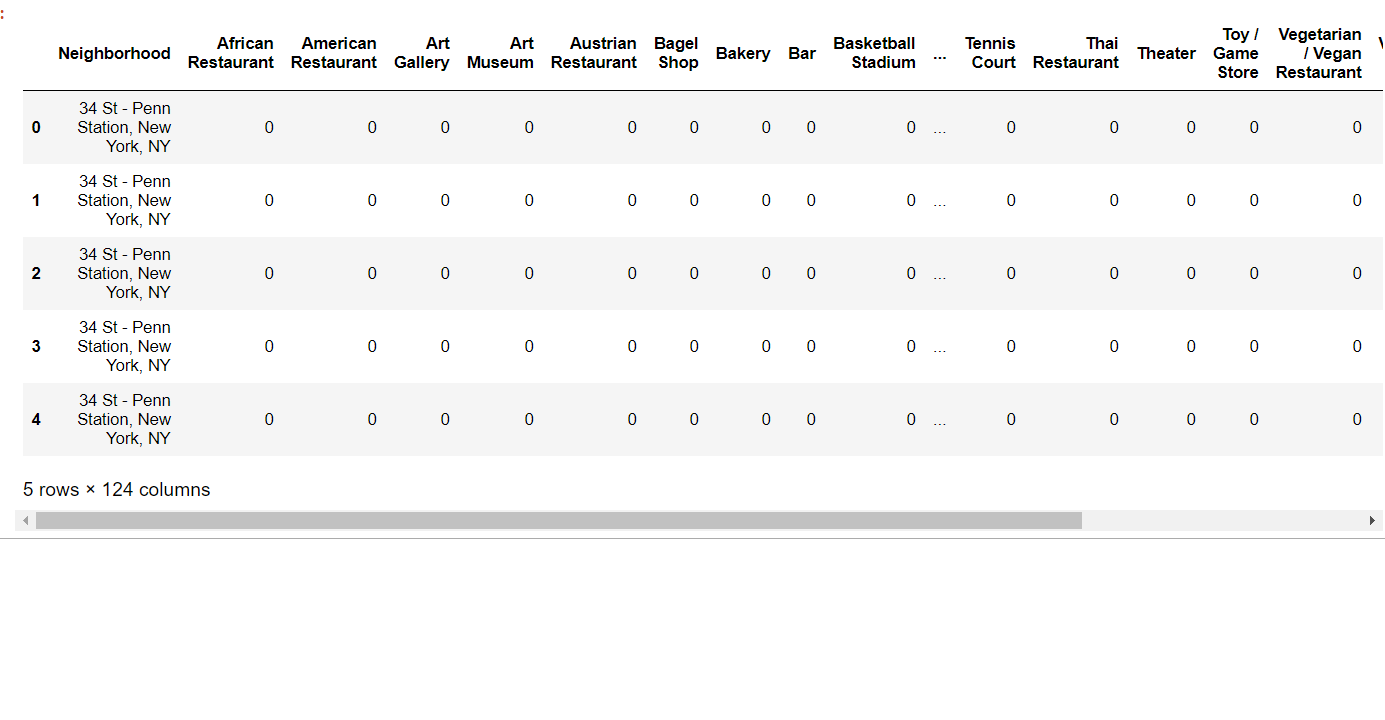 :
Neighborhood African Restaurant American Restaurant Art Gallery Art Museum Austrian Restaurant Bagel Shop Bakery Bar Basketball Stadium ... Tennis Court Thai Restaurant Theater Toy / Game Store Vegetarian / Vegan Restaurant
0 34 St - Penn Station, New York, NY 0 0 0 0 0 0 0 0 0 ... 0 0 0 0 0
1 34 St - Penn Station, New York, NY 0 0 0 0 0 0 0 0 0 ... 0 0 0 0 0
2 34 St - Penn Station, New York, NY 0 0 0 0 0 0 0 0 0 ... 0 0 0 0 0
3 34 St - Penn Station, New York, NY 0 0 0 0 0 0 0 0 0 ... 0 0 0 0 0
4 34 St - Penn Station, New York, NY 0 0 0 0 0 0 0 0 0 ... 0 0 0 0 0
5 rows × 124 columns